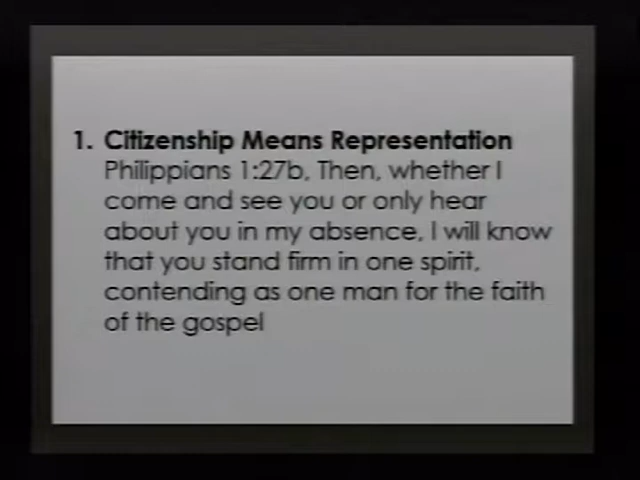 1. Citizenship Means Representation
Philippians 1:27b, Then, whether I
come and see you or only hear
about you in my absence, I will know
that you stand firm in one spirit,
contending as one man for the faith
of the gospel